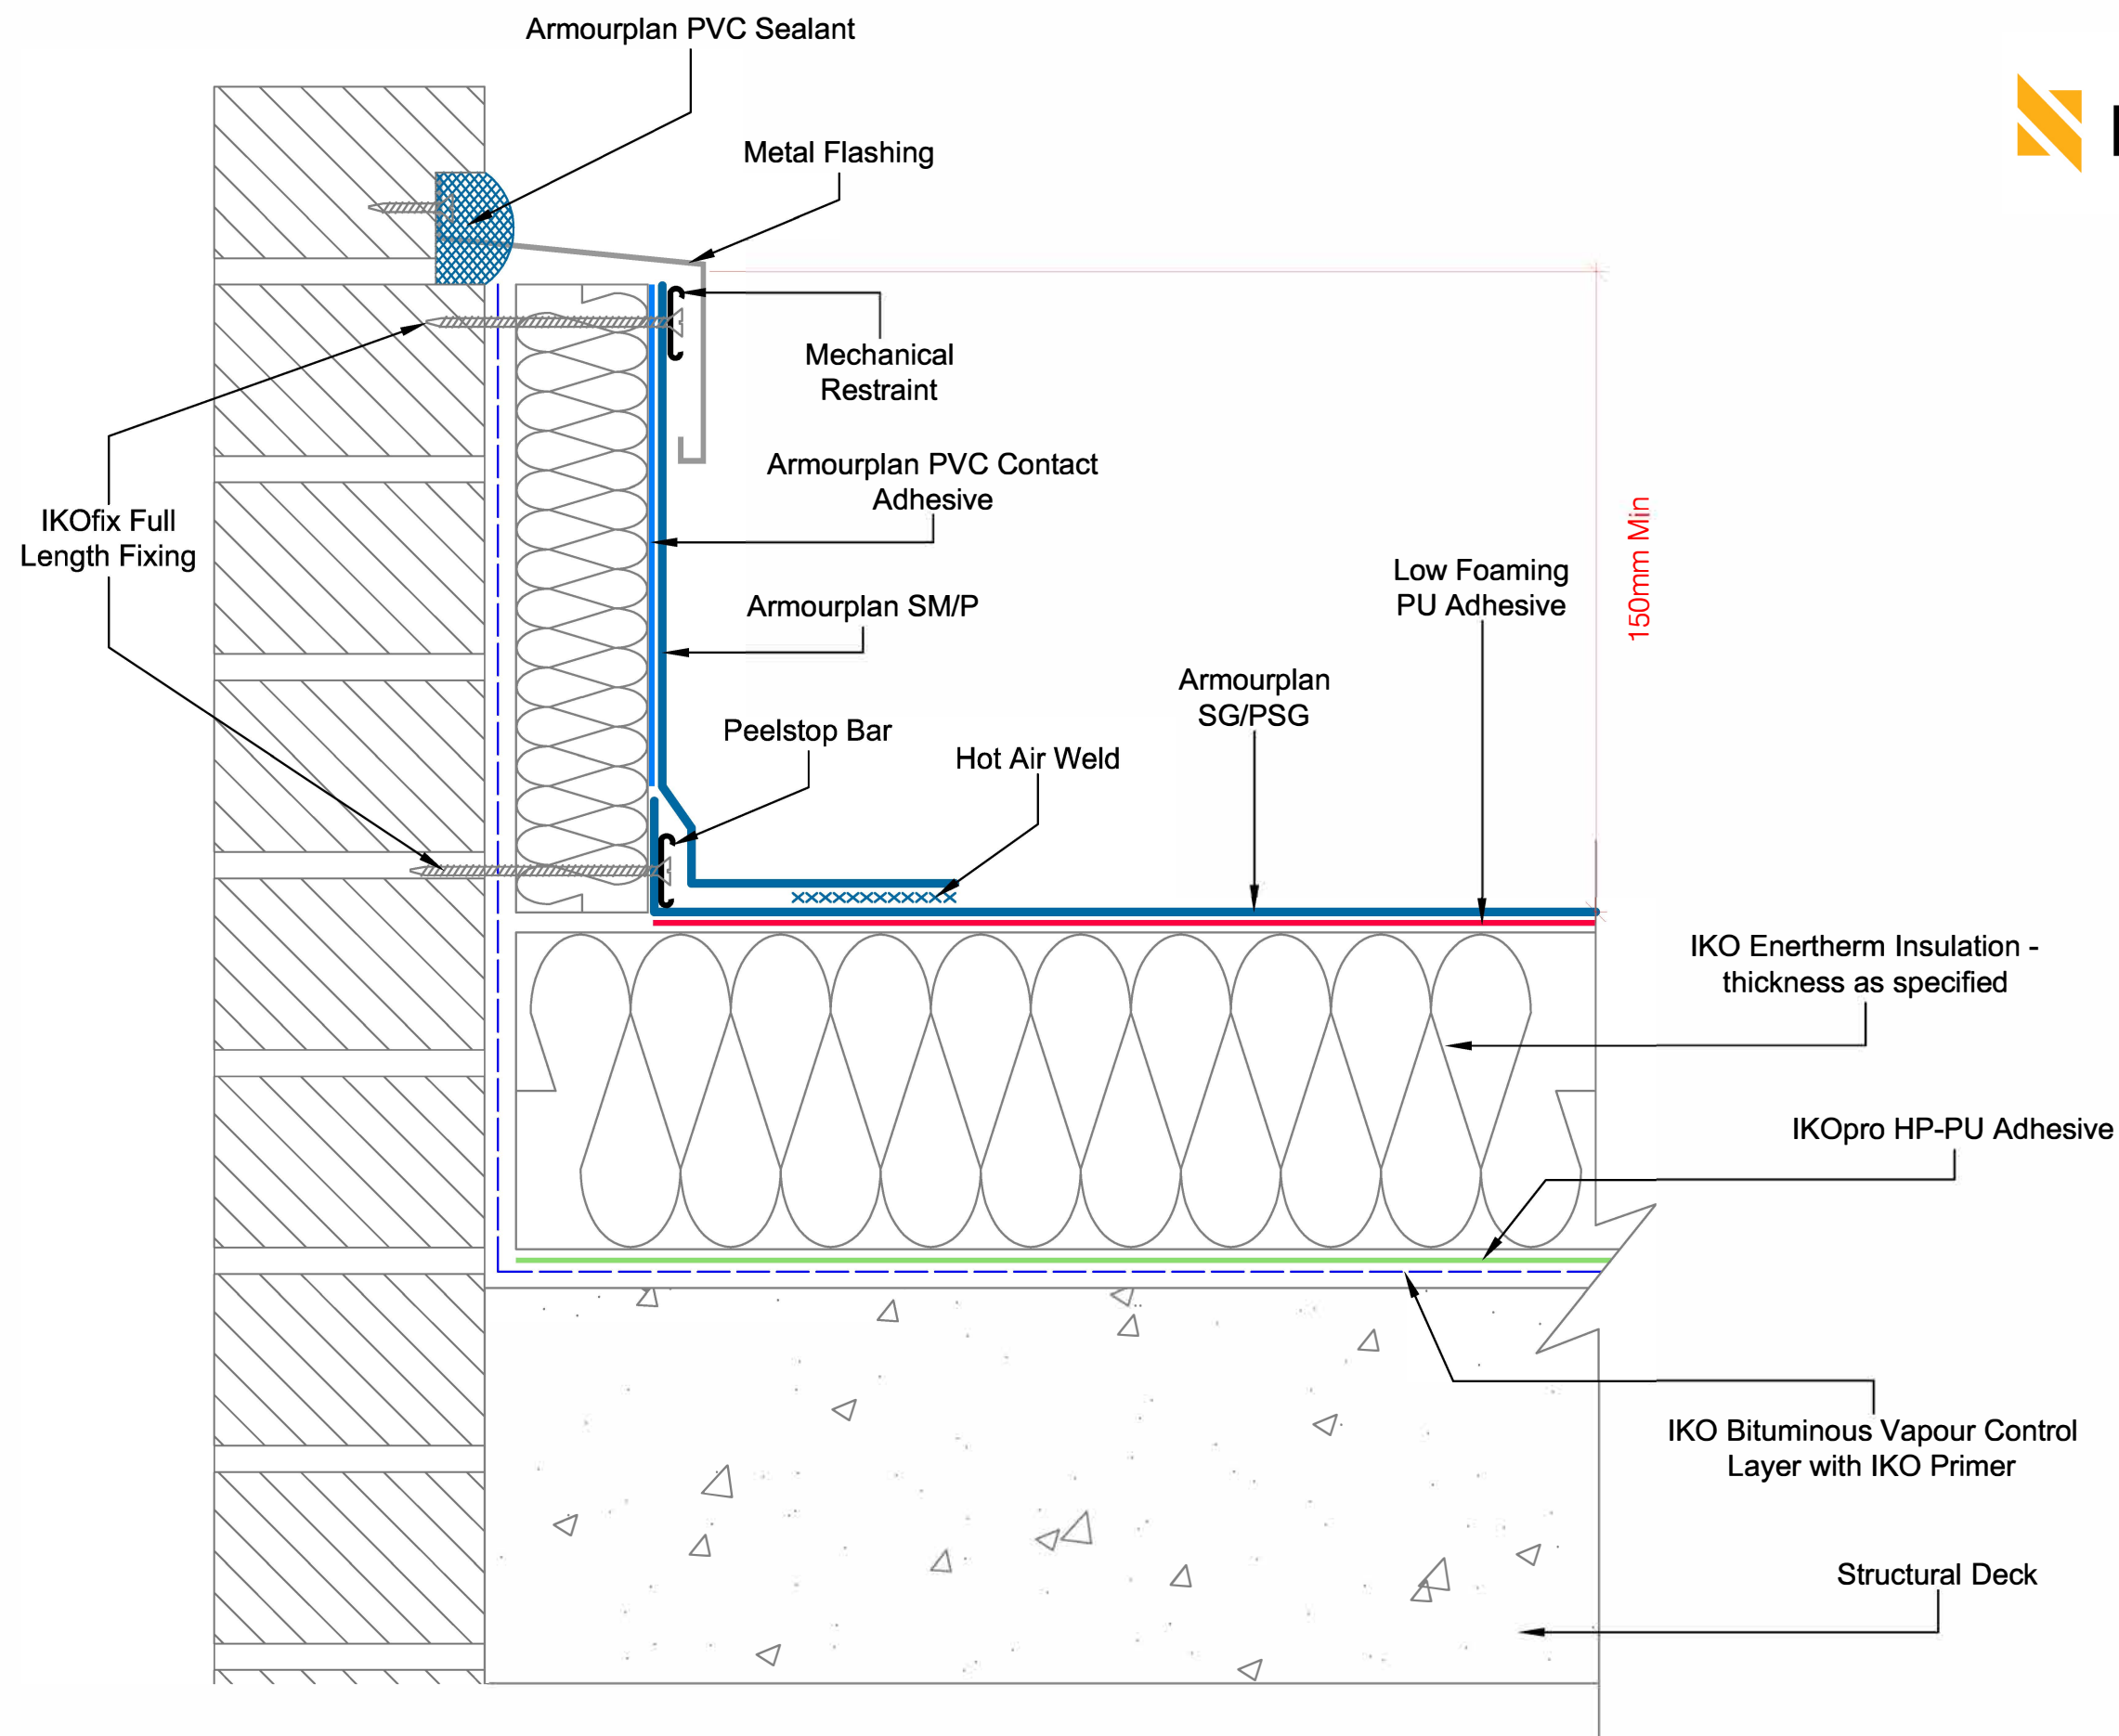 Armourplan PVC Sealant
Metal Flashing
Mechanical
Restraint
Armourplan PVC Contact
Adhesive
IKOfix Full
Length Fixing
150mm Min
Low Foaming
PU Adhesive
Armourplan SM/P
Armourplan
SG/PSG
Peelstop Bar
Hot Air Weld
IKO Enertherm Insulation -
thickness as specified
IKOpro HP-PU Adhesive
IKO Bituminous Vapour Control
Layer with IKO Primer
Structural Deck